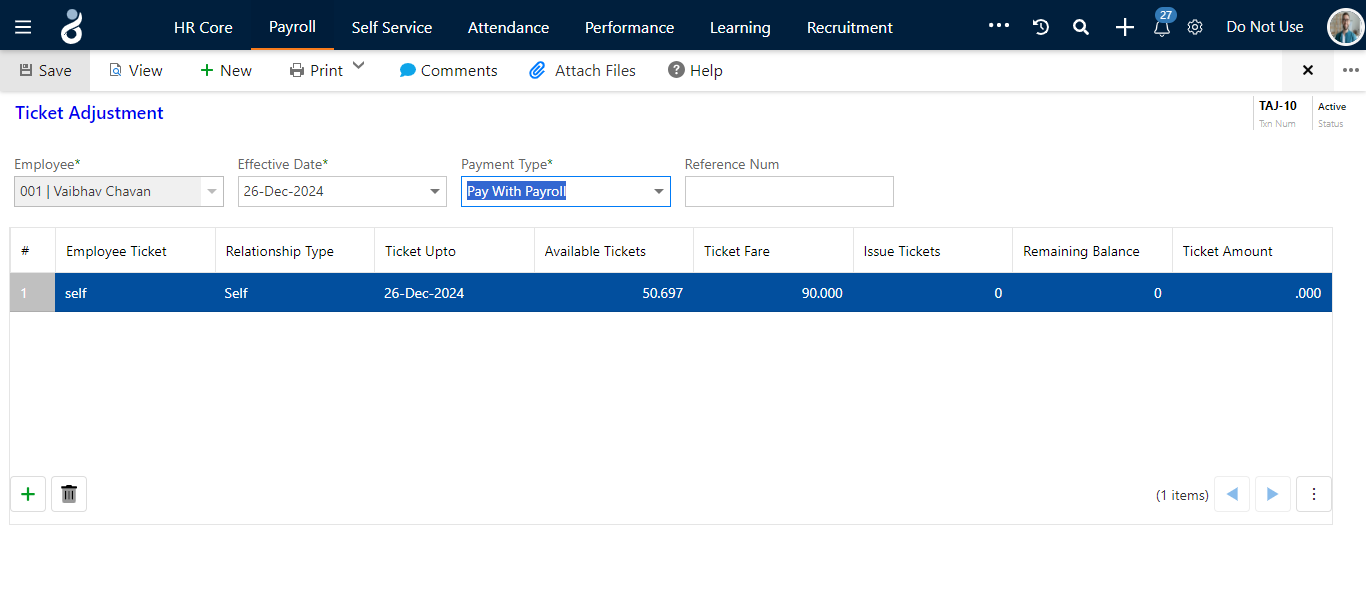 HR Core Payroll Self Service Attendance Performance Learning Recruitment 27 Do Not Use
Save View New Print Comments Attach Files Help
Ticket Adjustment
TAJ-10 Active
Txn Num Status
Employee* Effective Date* Payment Type* Reference Num
001 | Vaibhav Chavan 26-Dec-2024 Pay With Payroll
# Employee Ticket Relationship Type Ticket Upto Available Tickets Ticket Fare Issue Tickets Remaining Balance Ticket Amount
1 self Self 26-Dec-2024 50.697 90.000 0 0 .000
(1 items)